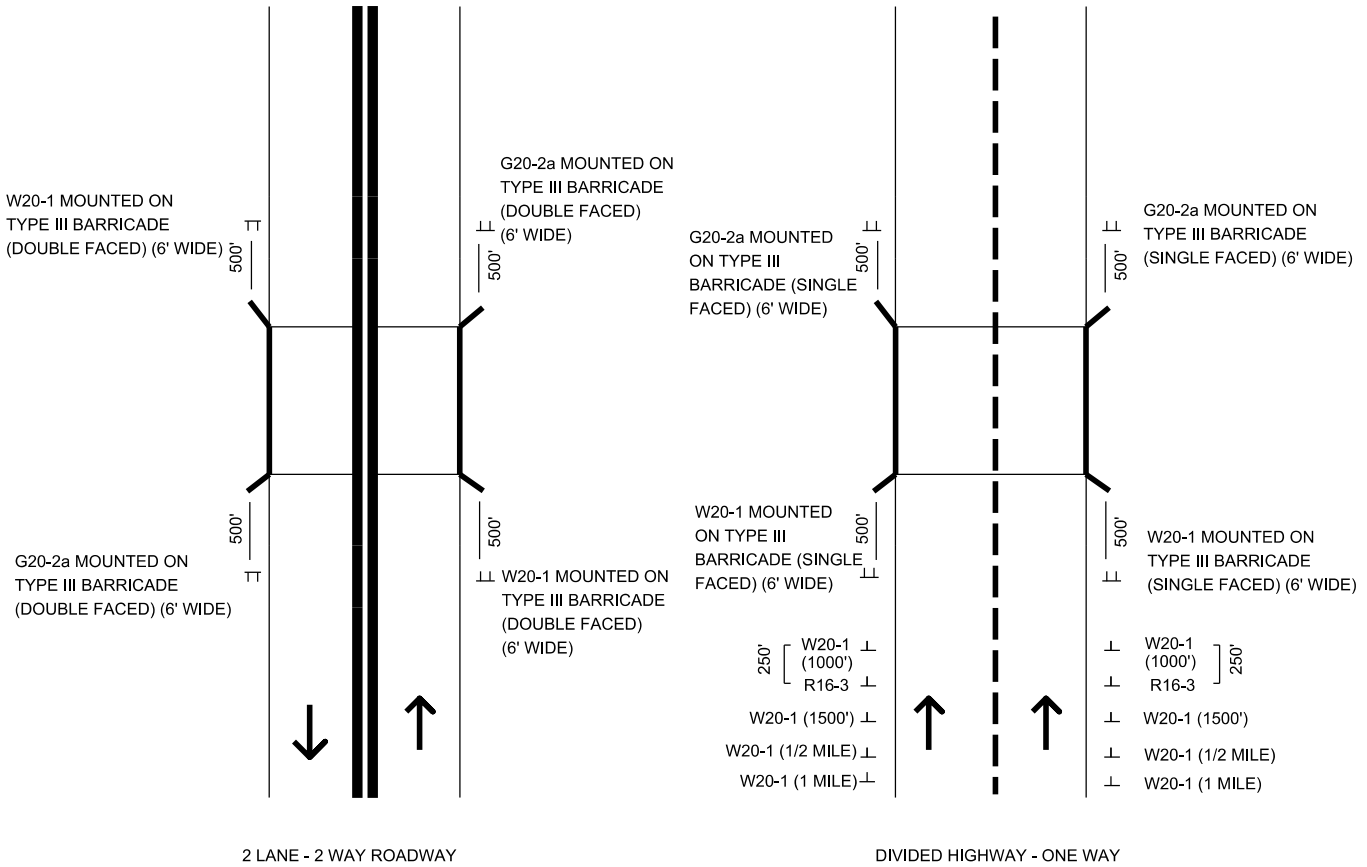 W20-1 MOUNTED ON
TYPE III BARRICADE
(DOUBLE FACED) (6' WIDE)
500'
G20-2a MOUNTED ON
TYPE III BARRICADE
(DOUBLE FACED)
(6' WIDE)
500'
500'
G20-2a MOUNTED ON
TYPE III BARRICADE
(DOUBLE FACED) (6' WIDE)
500'
W20-1 MOUNTED ON
TYPE III BARRICADE
(DOUBLE FACED)
(6' WIDE)
2 LANE - 2 WAY ROADWAY
G20-2a MOUNTED
ON TYPE III
BARRICADE (SINGLE
FACED) (6' WIDE)
500'
G20-2a MOUNTED ON
TYPE III BARRICADE
(SINGLE FACED) (6' WIDE)
500'
W20-1 MOUNTED
ON TYPE III
BARRICADE (SINGLE
FACED) (6' WIDE)
500'
W20-1 MOUNTED ON
TYPE III BARRICADE
(SINGLE FACED) (6' WIDE)
500'
250'
W20-1
(1000')
R16-3
W20-1 (1500')
W20-1 (1/2 MILE)
W20-1 (1 MILE)
W20-1
(1000')
250'
R16-3
W20-1 (1500')
W20-1 (1/2 MILE)
W20-1 (1 MILE)
DIVIDED HIGHWAY - ONE WAY